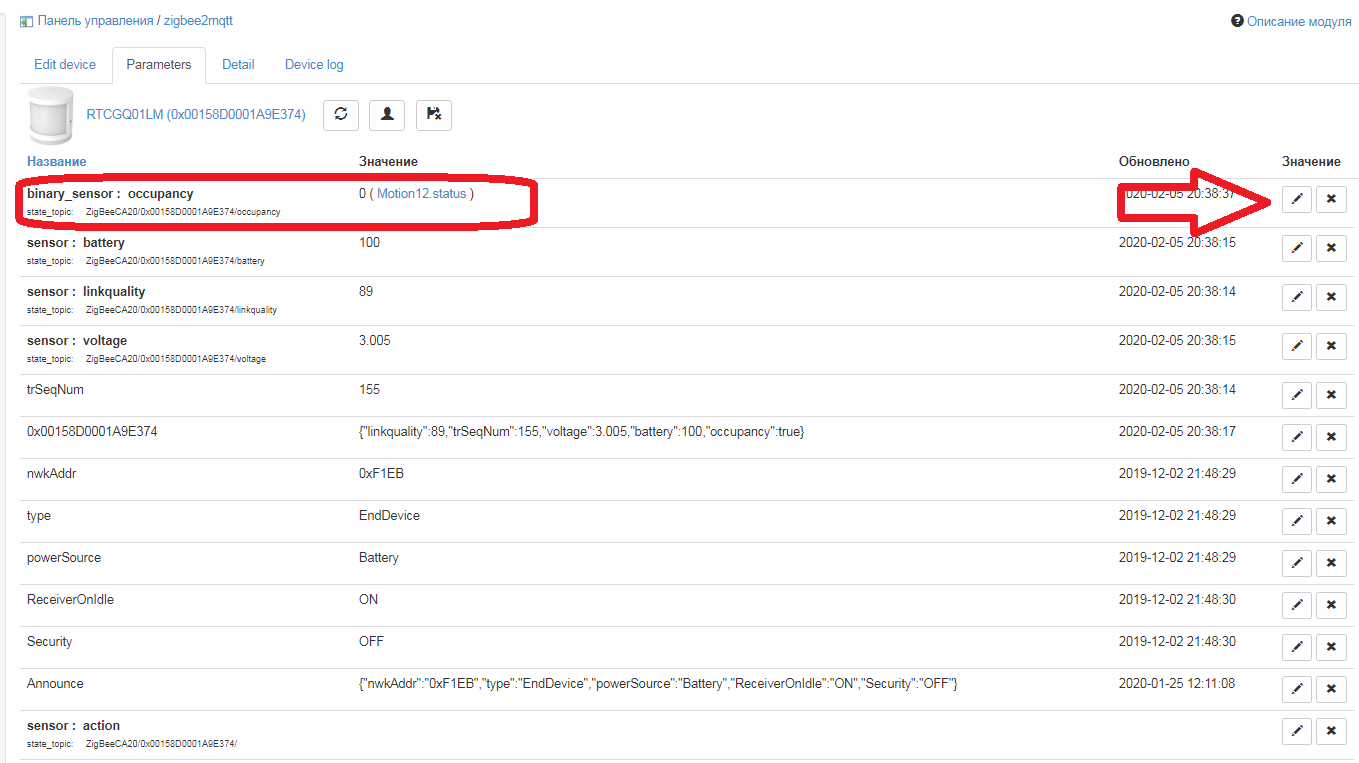 Панель управления / zigbee2mqtt
Описание модуля
Edit device Parameters Detail Device log
RTCGQ01LM (0x00158D0001A9E374)
Название Значение Обновлено Значение
binary_sensor : occupancy 0 ( Motion12.status ) 2020-02-05 20:38:37
state_topic: ZigBeeCA20/0x00158D0001A9E374/occupancy
sensor : battery 100 2020-02-05 20:38:15
state_topic: ZigBeeCA20/0x00158D0001A9E374/battery
sensor : linkquality 89 2020-02-05 20:38:14
state_topic: ZigBeeCA20/0x00158D0001A9E374/linkquality
sensor : voltage 3.005 2020-02-05 20:38:15
state_topic: ZigBeeCA20/0x00158D0001A9E374/voltage
trSeqNum 155 2020-02-05 20:38:14
0x00158D0001A9E374 {"linkquality":89,"trSeqNum":155,"voltage":3.005,"battery":100,"occupancy":true} 2020-02-05 20:38:17
nwkAddr 0xF1EB 2019-12-02 21:48:29
type EndDevice 2019-12-02 21:48:29
powerSource Battery 2019-12-02 21:48:29
ReceiverOnIdle ON 2019-12-02 21:48:30
Security OFF 2019-12-02 21:48:30
Announce {"nwkAddr":"0xF1EB","type":"EndDevice","powerSource":"Battery","ReceiverOnIdle":"ON","Security":"OFF"} 2020-01-25 12:11:08
sensor : action
state_topic: ZigBeeCA20/0x00158D0001A9E374/